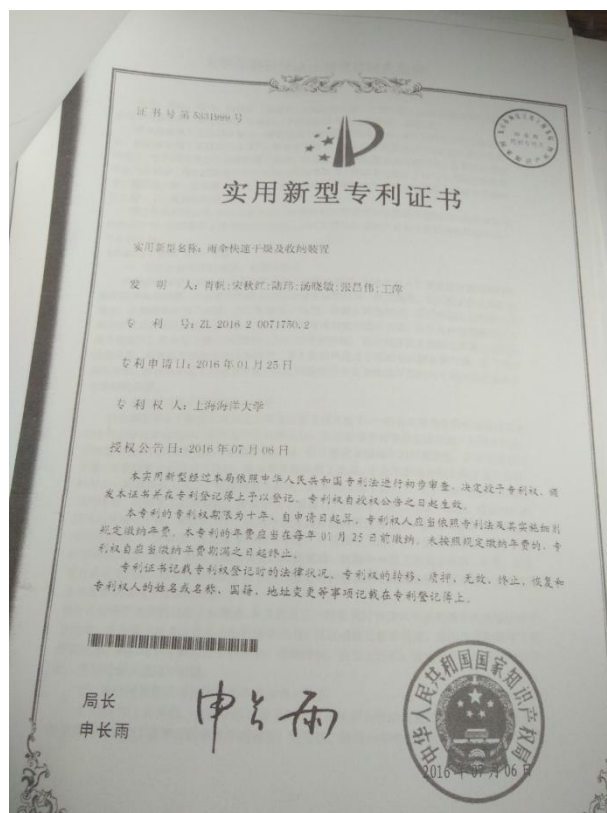 证书号第5331899号
实用新型专利证书
实用新型名称：雨伞快速干燥及收纳装置
发 明 人：肖帆;宋秋红;陆玮;汤晓敏;张昌伟;王萍
专 利 号：ZL 2016 2 0071750.2
专利申请日：2016年01月25日
专 利 权 人：上海海洋大学
授权公告日：2016年07月06日
本实用新型经过本局依照中华人民共和国专利法进行初步审查，决定授予专利权，颁
发本证书并在专利登记簿上予以登记。专利权自授权公告之日起生效。
本专利的专利权期限为十年，自申请日起算。专利权人应当依照专利法及其实施细则
规定缴纳年费。本专利的年费应当在每年01月25日前缴纳。未按照规定缴纳年费的，专
利权自应当缴纳年费期满之日起终止。
专利证书记载专利权登记时的法律状况。专利权的转移、质押、无效、终止、恢复和
专利权人的姓名或名称、国籍、地址变更等事项记载在专利登记簿上。
局长
申长雨
申长雨
中华人民共和国国家知识产权局
2016年07月06日